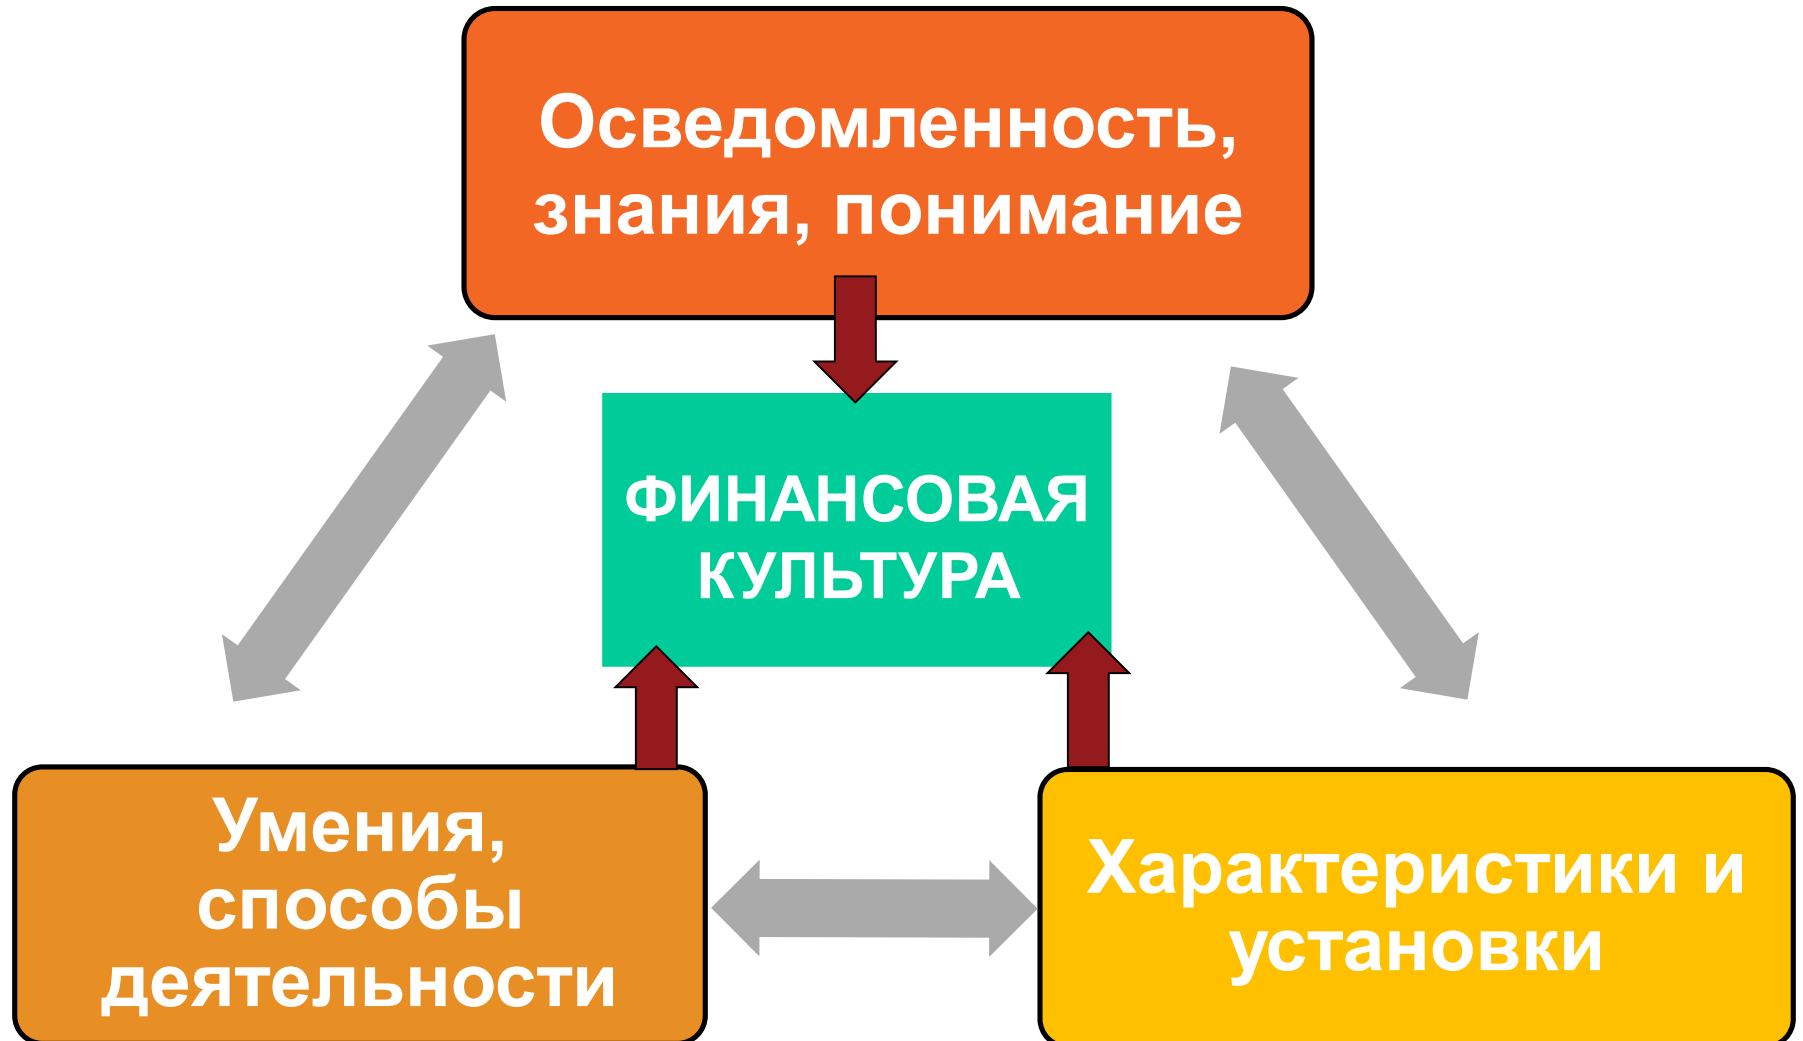 Осведомленность,
знания, понимание
ФИНАНСОВАЯ
КУЛЬТУРА
Умения,
способы
деятельности
Характеристики и
установки